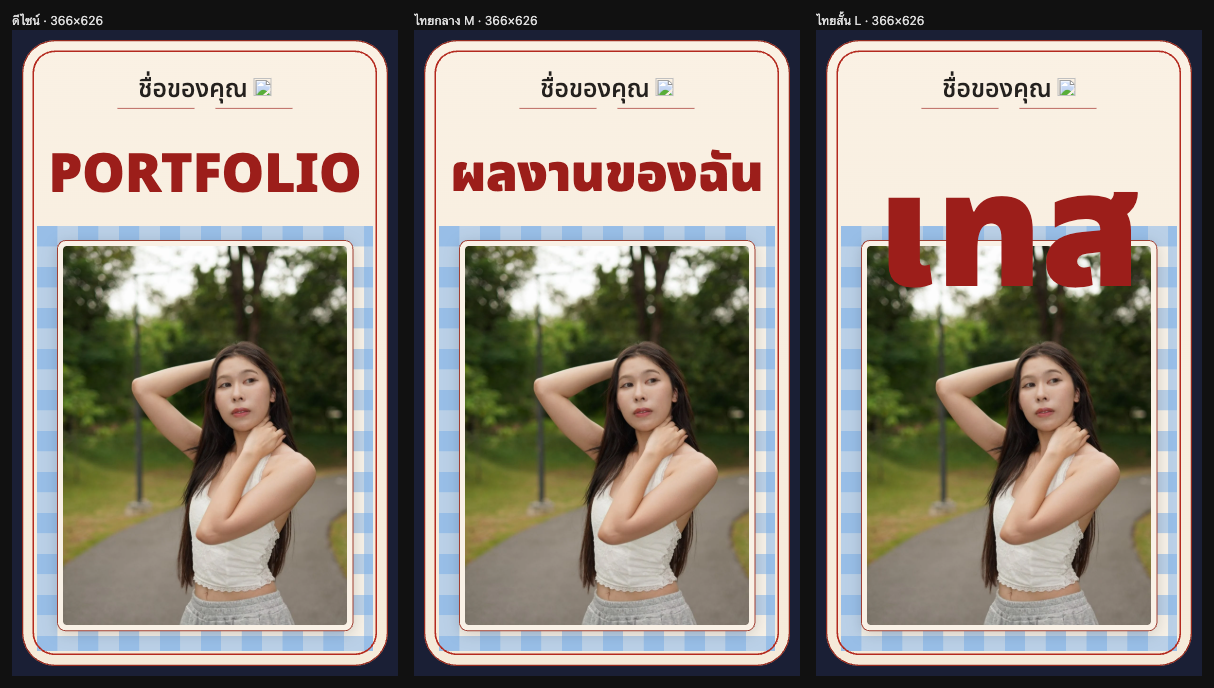 ดีไซน์ · 366×626
ชื่อของคุณ
PORTFOLIO
ไทยกลาง M · 366×626
ชื่อของคุณ
ผลงานของฉัน
ไทยสั้น L · 366×626
ชื่อของคุณ
เทส